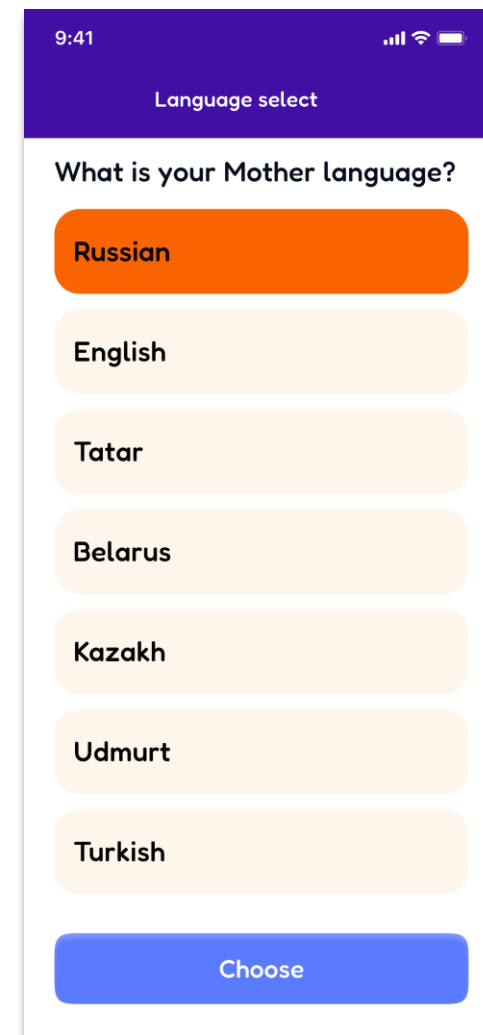 9:41
Language select
What is your Mother language?
Russian
English
Tatar
Belarus
Kazakh
Udmurt
Turkish
Choose